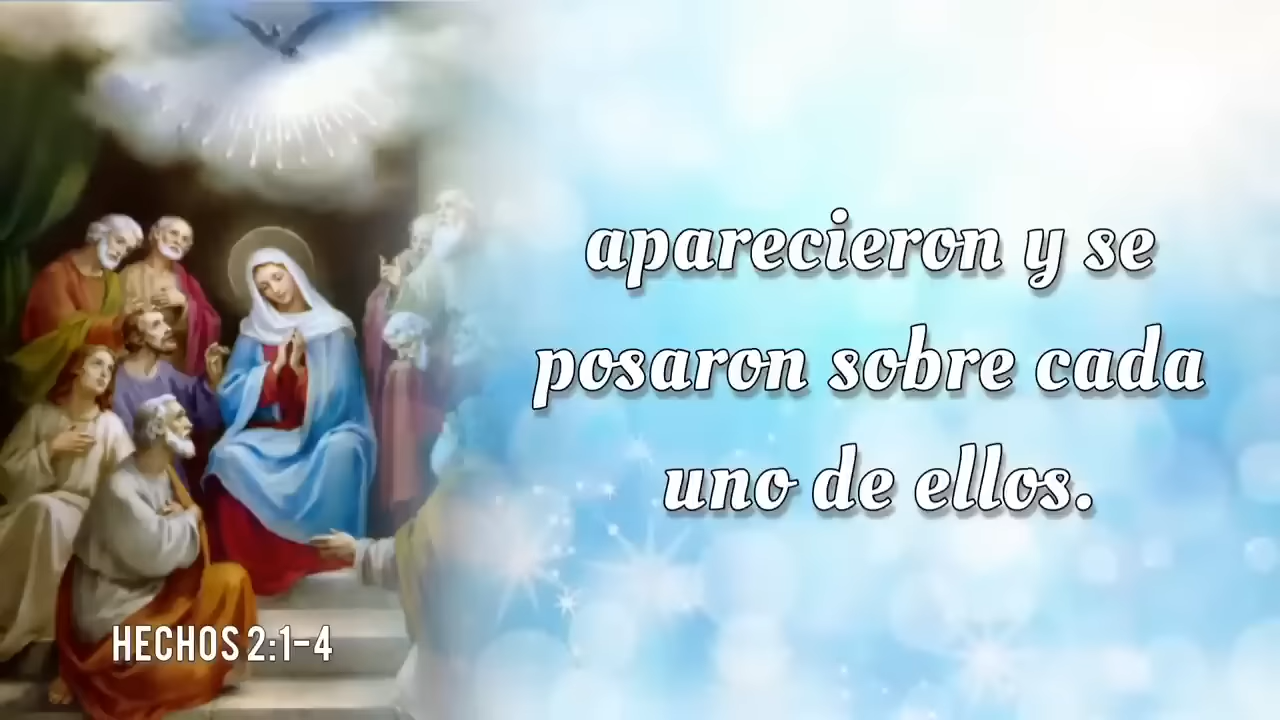 aparecieron y se
posaron sobre cada
uno de ellos.
HECHOS 2:1-4